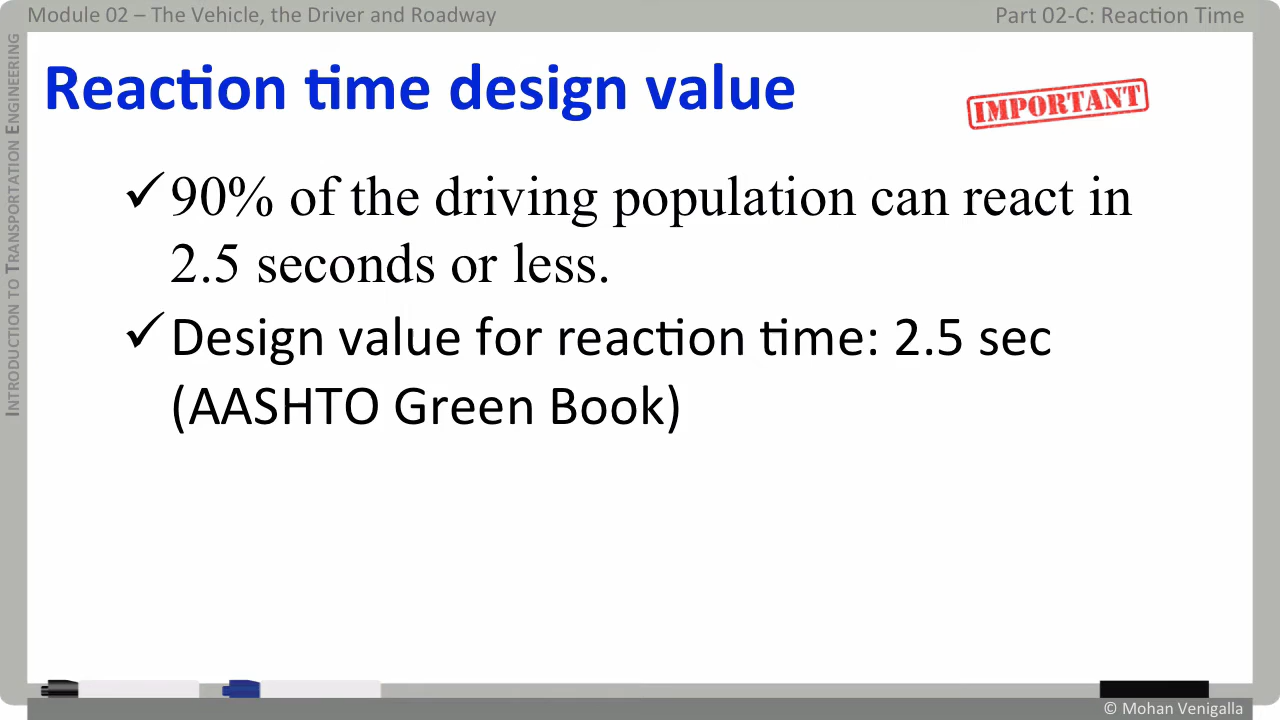 Module 02 – The Vehicle, the Driver and Roadway
Part 02-C: Reaction Time
INTRODUCTION TO TRANSPORTATION ENGINEERING
Reaction time design value
IMPORTANT
✓90% of the driving population can react in
2.5 seconds or less.
✓Design value for reaction time: 2.5 sec
(AASHTO Green Book)
© Mohan Venigalla